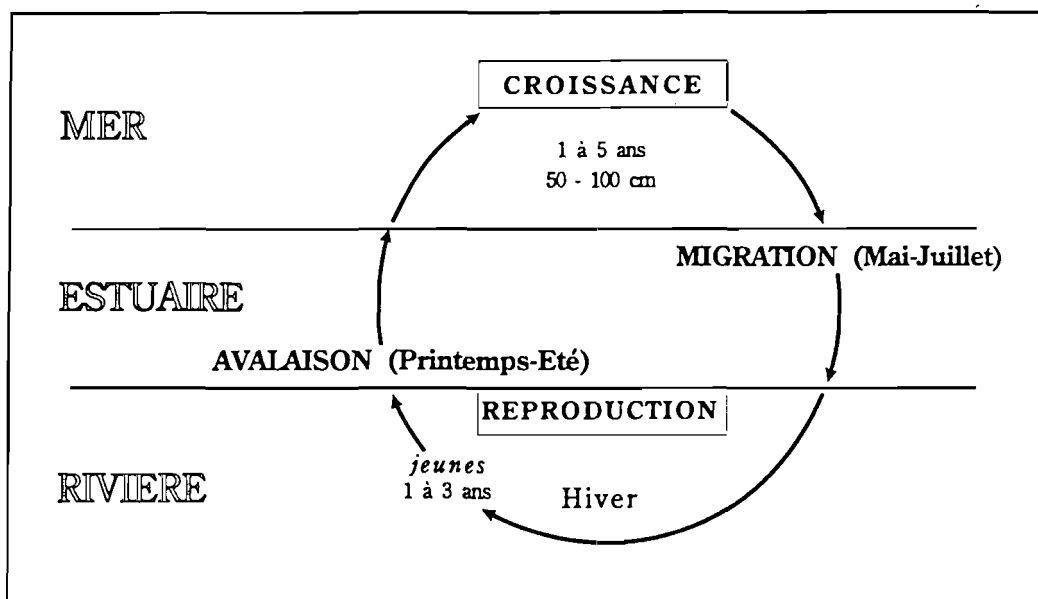 CROISSANCE
MER
1 à 5 ans
50 - 100 cm
MIGRATION (Mai-Juillet)
ESTUAIRE
AVALAISON (Printemps-Eté)
REPRODUCTION
jeunes
1 à 3 ans
RIVIERE
Hiver